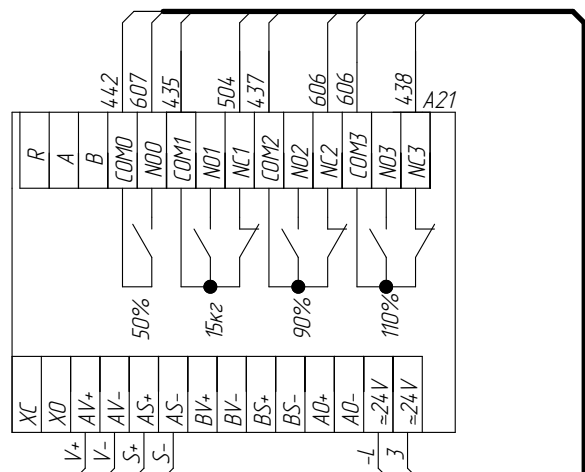 442 607 435 504 437 606 606 438 A21
R A B COM0 NO0 COM1 NO1 NC1 COM2 NO2 NC2 COM3 NO3 NC3
50% 15кг 90% 110%
XC XO AV+ AV- AS+ AS- BV+ BV- BS+ BS- AO+ AO- ≂24V ≂24V
V+ V- S+ S- -L 3